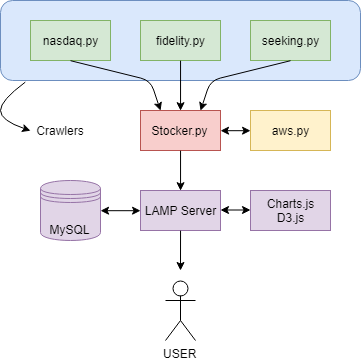 nasdaq.py
fidelity.py
seeking.py
Crawlers
Stocker.py
aws.py
MySQL
LAMP Server
Charts.js
D3.js
USER